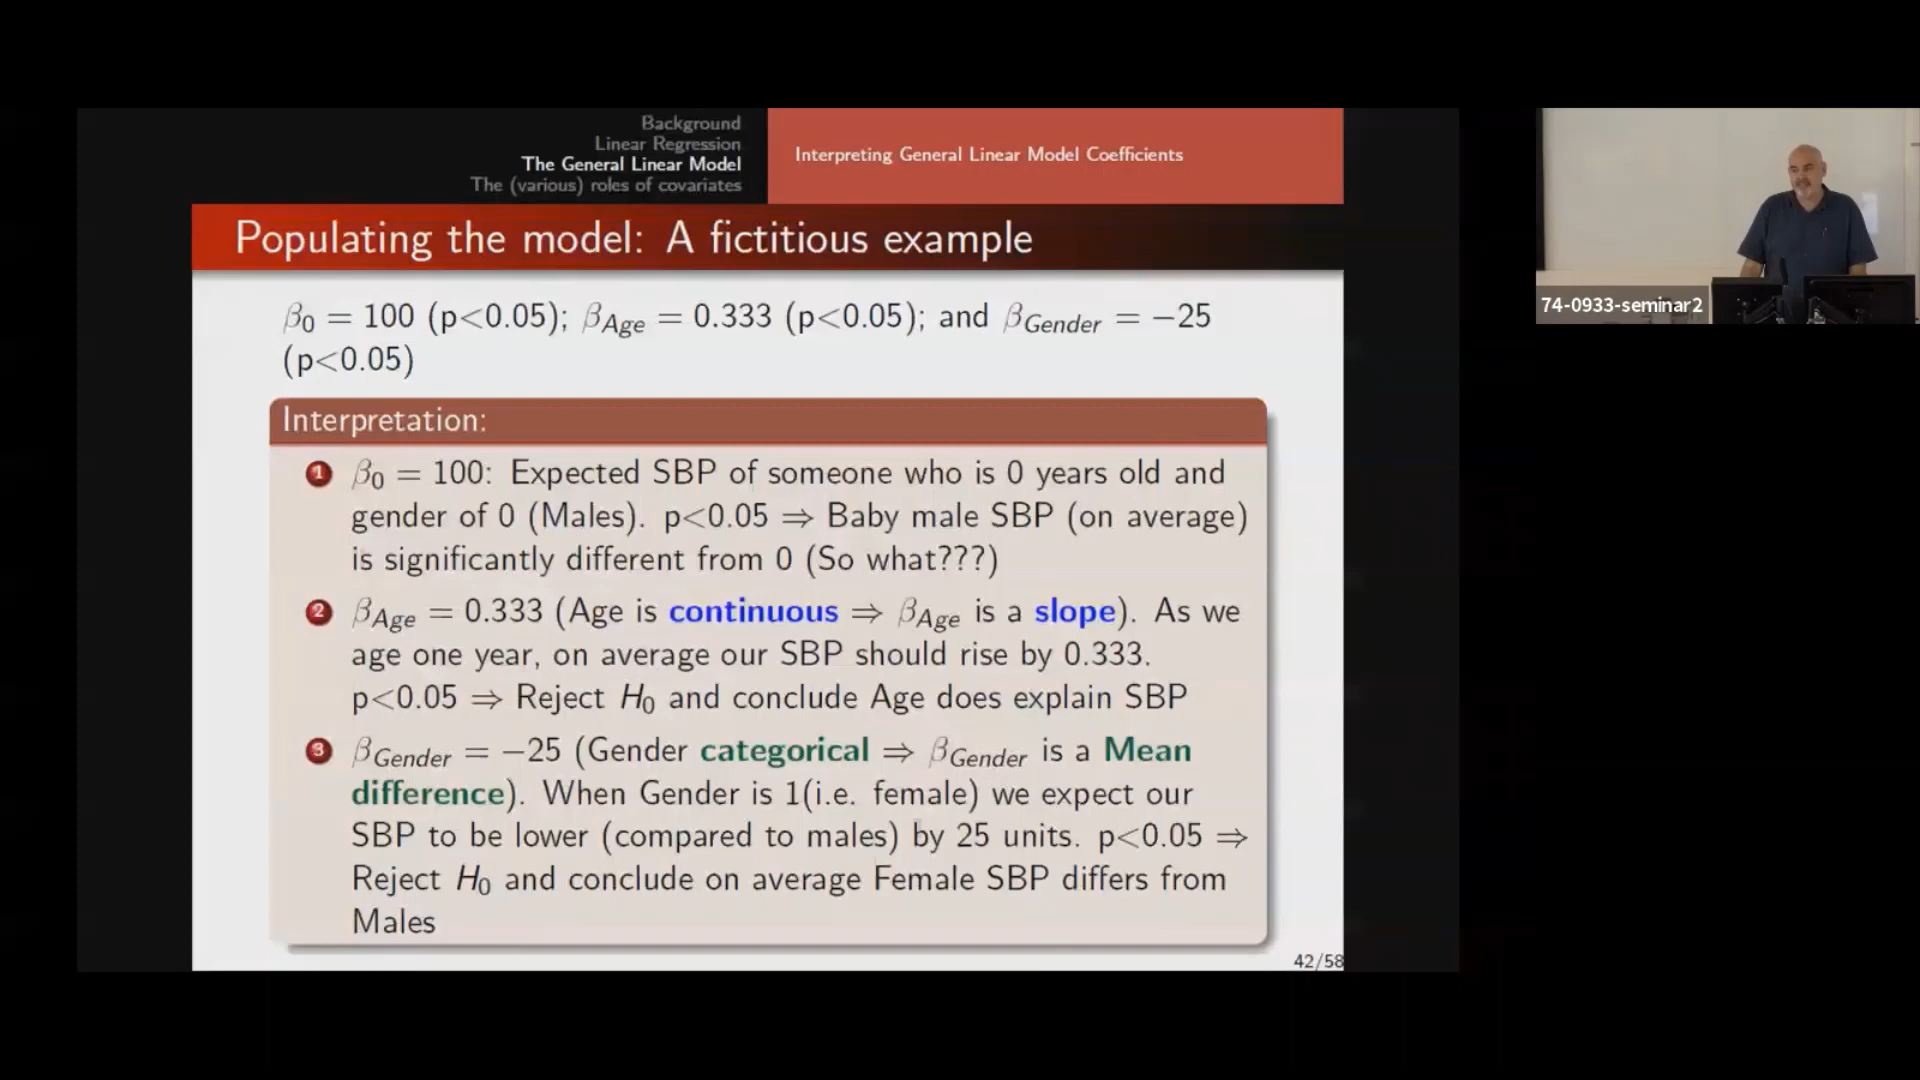 Background
Linear Regression
The General Linear Model
The (various) roles of covariates
Interpreting General Linear Model Coefficients
Populating the model: A fictitious example
β₀ = 100 (p<0.05); β_Age = 0.333 (p<0.05); and β_Gender = −25
(p<0.05)
Interpretation:
1 β₀ = 100: Expected SBP of someone who is 0 years old and
gender of 0 (Males). p<0.05 ⇒ Baby male SBP (on average)
is significantly different from 0 (So what???)
2 β_Age = 0.333 (Age is continuous ⇒ β_Age is a slope). As we
age one year, on average our SBP should rise by 0.333.
p<0.05 ⇒ Reject H₀ and conclude Age does explain SBP
3 β_Gender = −25 (Gender categorical ⇒ β_Gender is a Mean
difference). When Gender is 1(i.e. female) we expect our
SBP to be lower (compared to males) by 25 units. p<0.05 ⇒
Reject H₀ and conclude on average Female SBP differs from
Males
42/58
74-0933-seminar2